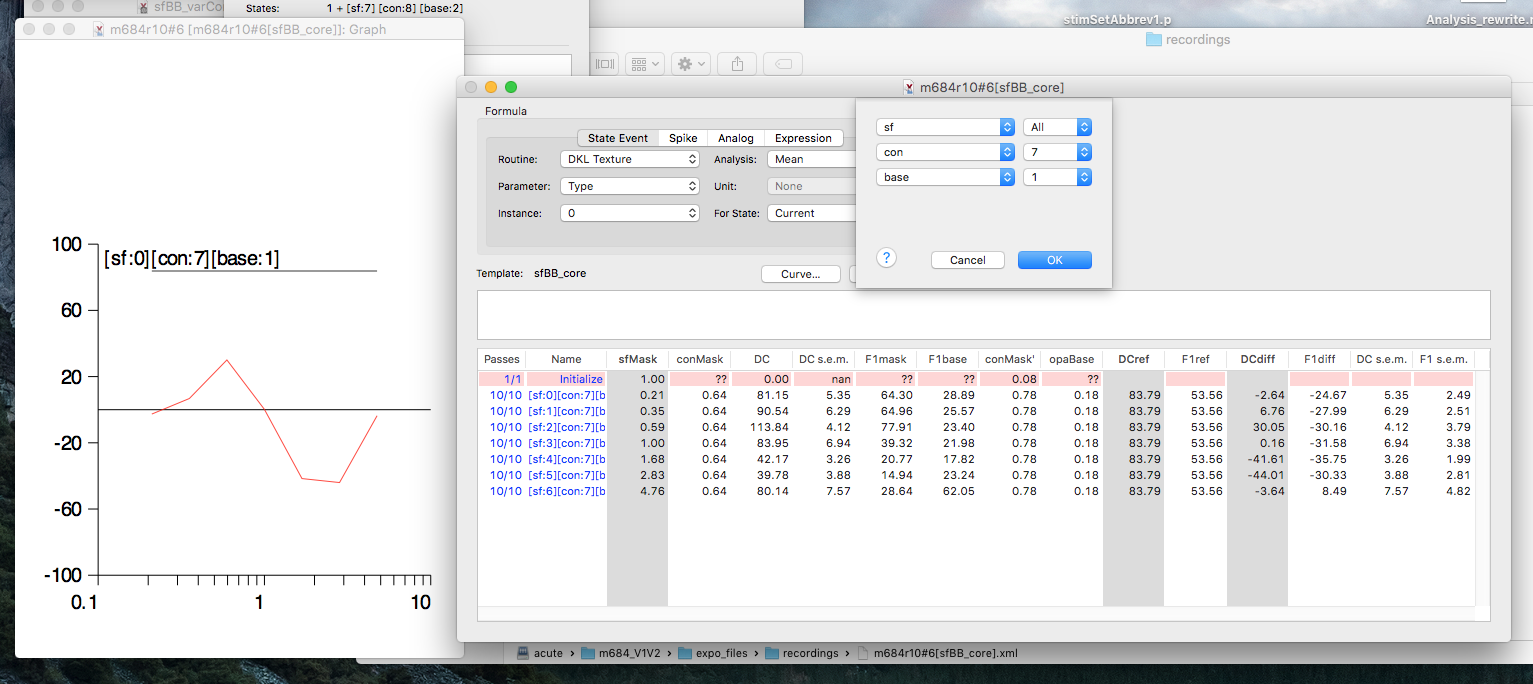 sfBB_varCo
States: 1 + [sf:7] [con:8] [base:2]
stimSetAbbrev1.p
Analysis_rewrite.m
m684r10#6 [m684r10#6[sfBB_core]]: Graph
recordings
m684r10#6[sfBB_core]
Formula
State Event Spike Analog Expression
Routine: DKL Texture Analysis: Mean
Parameter: Type Unit: None
Instance: 0 For State: Current
sf All
con 7
base 1
? Cancel OK
Template: sfBB_core Curve...
100
60
20
-20
-60
-100
[sf:0][con:7][base:1]
0.1 1 10
Passes Name sfMask conMask DC DC s.e.m. F1mask F1base conMask' opaBase DCref F1ref DCdiff F1diff DC s.e.m. F1 s.e.m.
1/1 Initialize 1.00 ?? 0.00 nan ?? ?? 0.08 ??
10/10 [sf:0][con:7][b 0.21 0.64 81.15 5.35 64.30 28.89 0.78 0.18 83.79 53.56 -2.64 -24.67 5.35 2.49
10/10 [sf:1][con:7][b 0.35 0.64 90.54 6.29 64.96 25.57 0.78 0.18 83.79 53.56 6.76 -27.99 6.29 2.51
10/10 [sf:2][con:7][b 0.59 0.64 113.84 4.12 77.91 23.40 0.78 0.18 83.79 53.56 30.05 -30.16 4.12 3.79
10/10 [sf:3][con:7][b 1.00 0.64 83.95 6.94 39.32 21.98 0.78 0.18 83.79 53.56 0.16 -31.58 6.94 3.38
10/10 [sf:4][con:7][b 1.68 0.64 42.17 3.26 20.77 17.82 0.78 0.18 83.79 53.56 -41.61 -35.75 3.26 1.99
10/10 [sf:5][con:7][b 2.83 0.64 39.78 3.88 14.94 23.24 0.78 0.18 83.79 53.56 -44.01 -30.33 3.88 2.81
10/10 [sf:6][con:7][b 4.76 0.64 80.14 7.57 28.64 62.05 0.78 0.18 83.79 53.56 -3.64 8.49 7.57 4.82
acute › m684_V1V2 › expo_files › recordings › m684r10#6[sfBB_core].xml